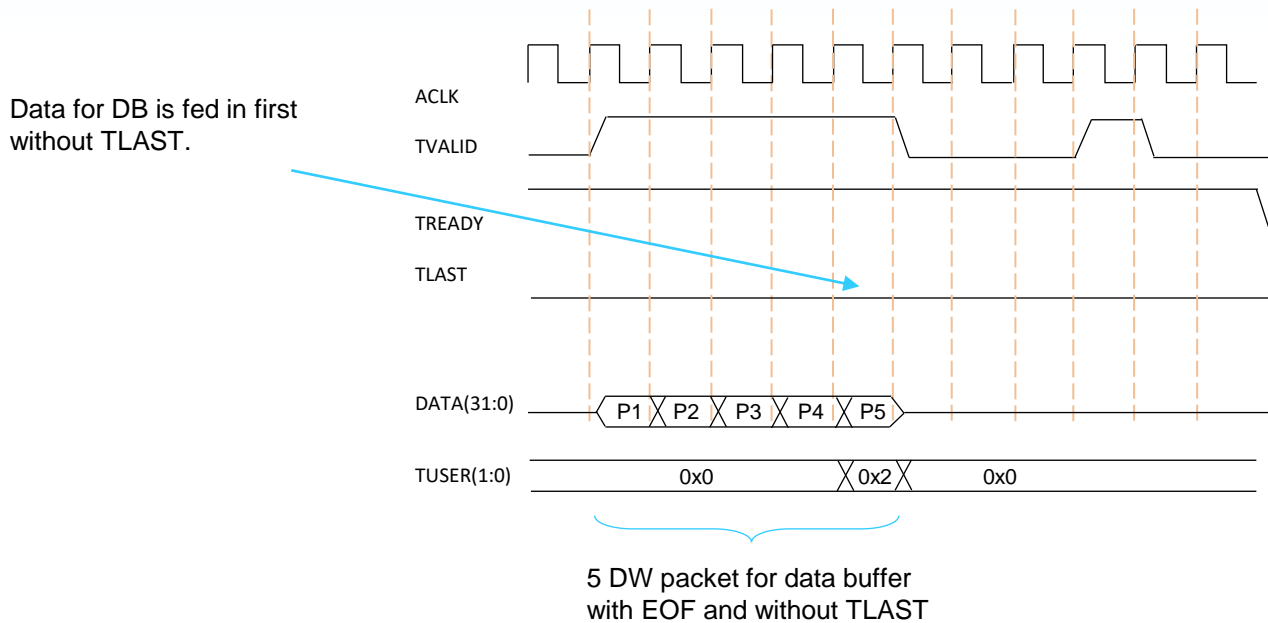 Data for DB is fed in first
without TLAST.
ACLK
TVALID
TREADY
TLAST
DATA(31:0)
P1 P2 P3 P4 P5
TUSER(1:0)
0x0 0x2 0x0
5 DW packet for data buffer
with EOF and without TLAST